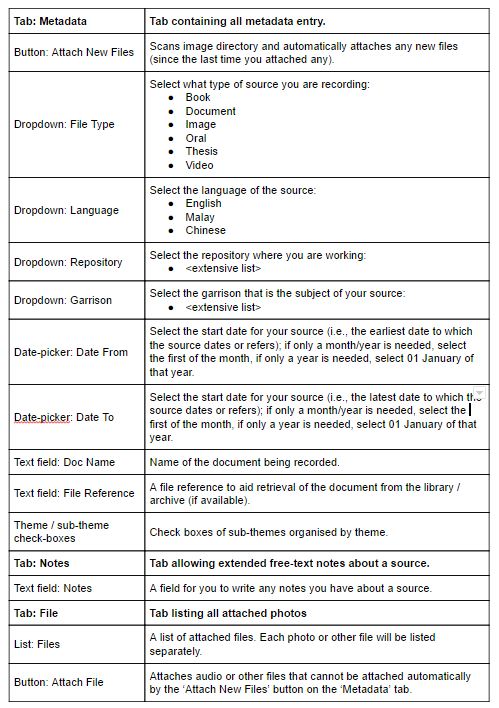 Tab: Metadata
Tab containing all metadata entry.
Button: Attach New Files
Scans image directory and automatically attaches any new files
(since the last time you attached any).
Dropdown: File Type
Select what type of source you are recording:
● Book
● Document
● Image
● Oral
● Thesis
● Video
Dropdown: Language
Select the language of the source:
● English
● Malay
● Chinese
Dropdown: Repository
Select the repository where you are working:
● <extensive list>
Dropdown: Garrison
Select the garrison that is the subject of your source:
● <extensive list>
Date-picker: Date From
Select the start date for your source (i.e., the earliest date to which
the source dates or refers); if only a month/year is needed, select
the first of the month, if only a year is needed, select 01 January of
that year.
Date-picker: Date To
Select the start date for your source (i.e., the latest date to which the
source dates or refers); if only a month/year is needed, select the
first of the month, if only a year is needed, select 01 January of that
year.
Text field: Doc Name
Name of the document being recorded.
Text field: File Reference
A file reference to aid retrieval of the document from the library /
archive (if available).
Theme / sub-theme
check-boxes
Check boxes of sub-themes organised by theme.
Tab: Notes
Tab allowing extended free-text notes about a source.
Text field: Notes
A field for you to write any notes you have about a source.
Tab: File
Tab listing all attached photos
List: Files
A list of attached files. Each photo or other file will be listed
separately.
Button: Attach File
Attaches audio or other files that cannot be attached automatically
by the ‘Attach New Files’ button on the ‘Metadata’ tab.